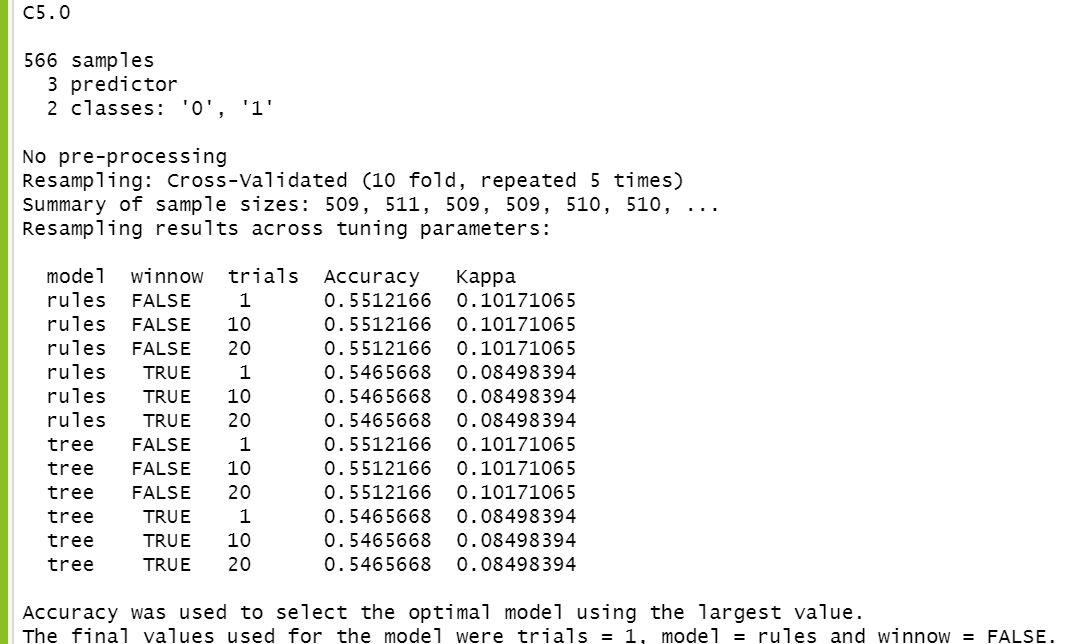 C5.0
566 samples
3 predictor
2 classes: '0', '1'
No pre-processing
Resampling: Cross-Validated (10 fold, repeated 5 times)
Summary of sample sizes: 509, 511, 509, 509, 510, 510, ...
Resampling results across tuning parameters:
model winnow trials Accuracy Kappa
rules FALSE 1 0.5512166 0.10171065
rules FALSE 10 0.5512166 0.10171065
rules FALSE 20 0.5512166 0.10171065
rules TRUE 1 0.5465668 0.08498394
rules TRUE 10 0.5465668 0.08498394
rules TRUE 20 0.5465668 0.08498394
tree FALSE 1 0.5512166 0.10171065
tree FALSE 10 0.5512166 0.10171065
tree FALSE 20 0.5512166 0.10171065
tree TRUE 1 0.5465668 0.08498394
tree TRUE 10 0.5465668 0.08498394
tree TRUE 20 0.5465668 0.08498394
Accuracy was used to select the optimal model using the largest value.
The final values used for the model were trials = 1, model = rules and winnow = FALSE.